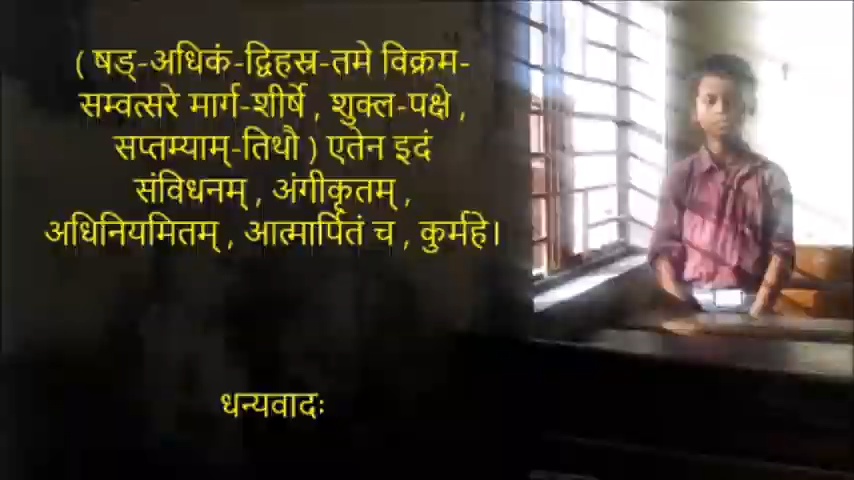 ( षड्-अधिकं-द्विहस्र-तमे विक्रम-
सम्वत्सरे मार्ग-शीर्षे , शुक्ल-पक्षे ,
सप्तम्याम्-तिथौ ) एतेन इदं
संविधनम् , अंगीकृतम् ,
अधिनियमितम् , आत्मार्पितं च , कुर्महे।
धन्यवादः